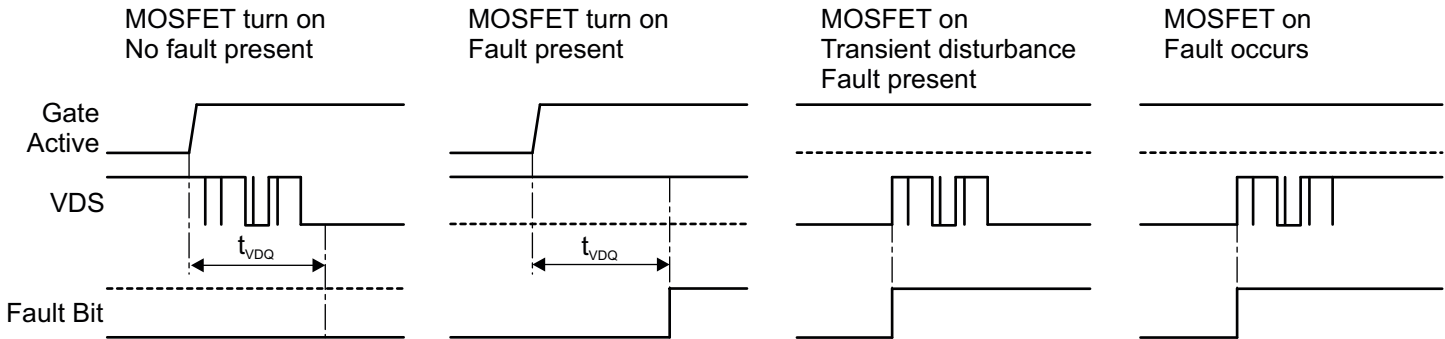 MOSFET turn on
No fault present
MOSFET turn on
Fault present
MOSFET on
Transient disturbance
Fault present
MOSFET on
Fault occurs
Gate
Active
VDS
tVDQ
tVDQ
Fault Bit